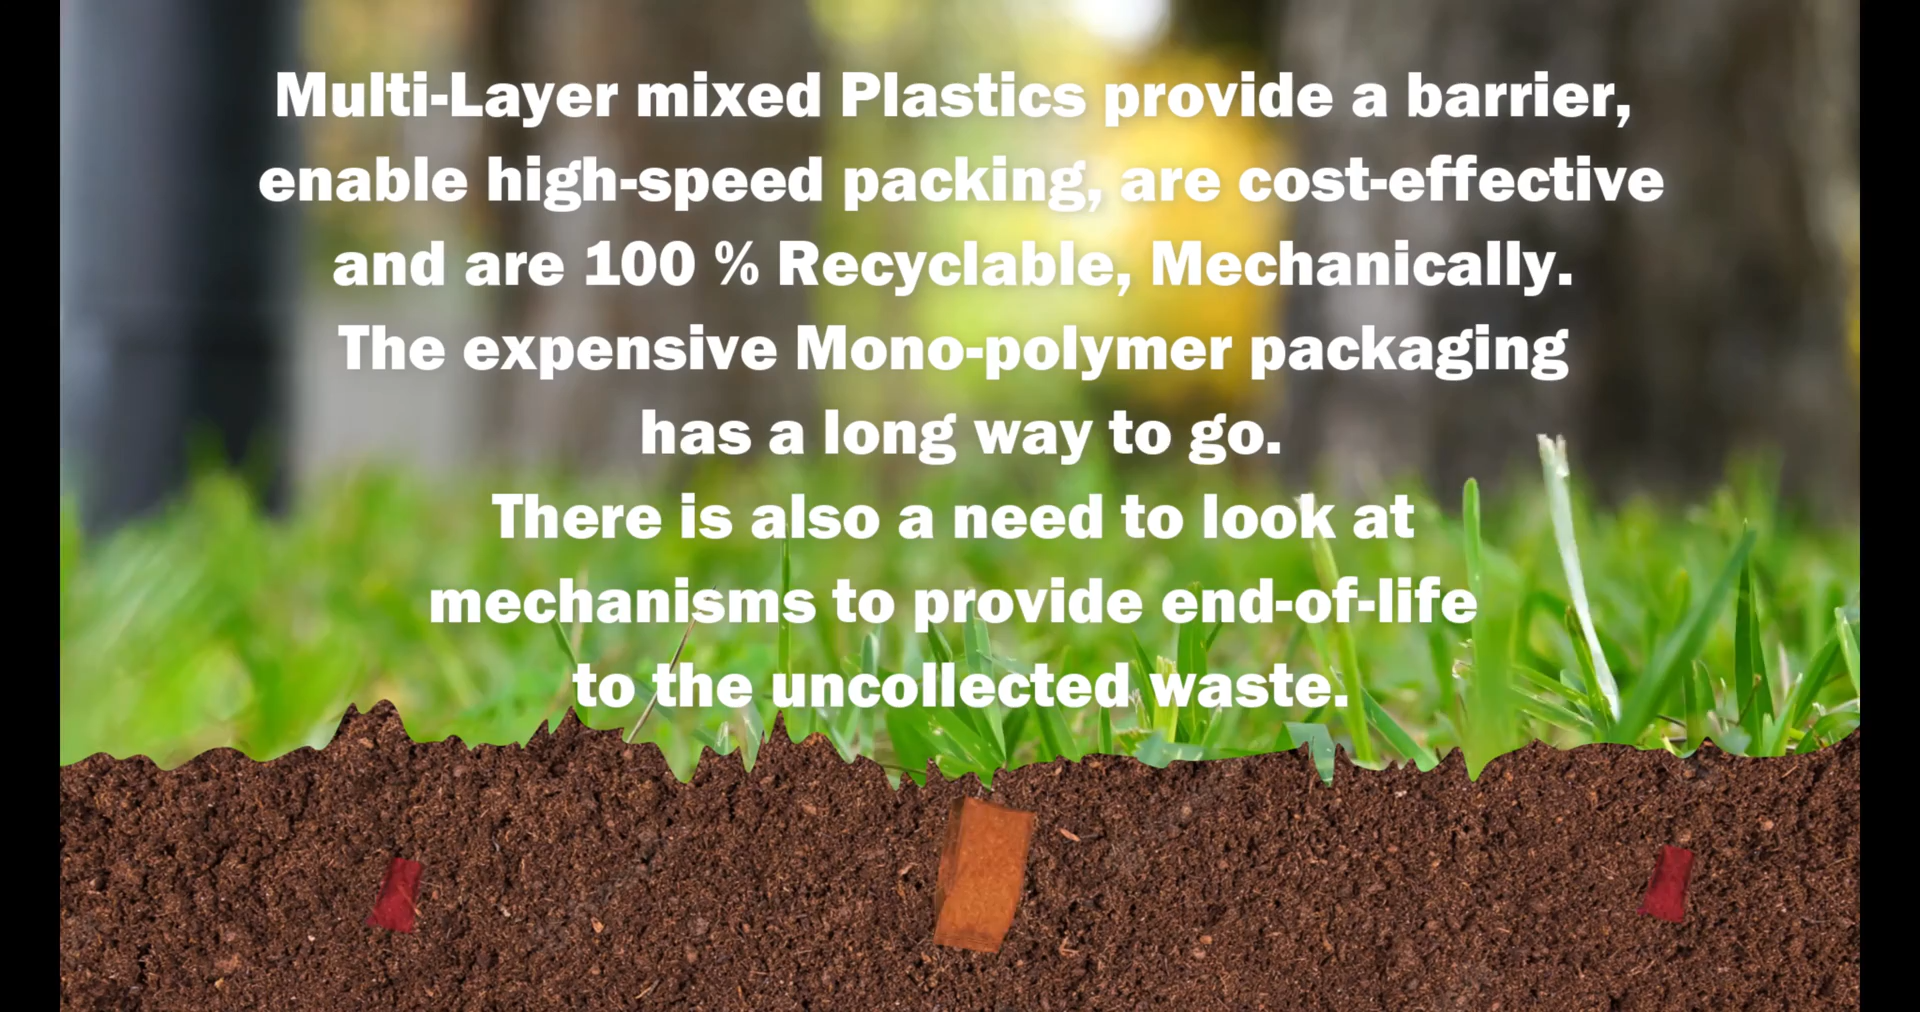 Multi-Layer mixed Plastics provide a barrier,
enable high-speed packing, are cost-effective
and are 100 % Recyclable, Mechanically.
The expensive Mono-polymer packaging
has a long way to go.
There is also a need to look at
mechanisms to provide end-of-life
to the uncollected waste.